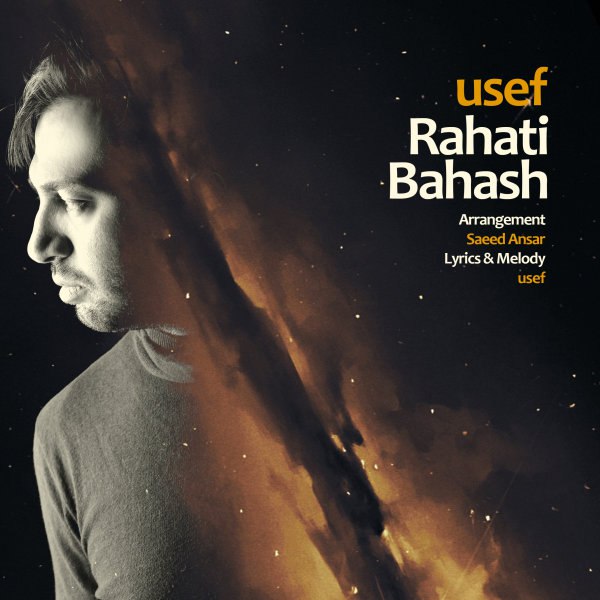 usef
Rahati
Bahash
Arrangement
Saeed Ansar
Lyrics & Melody
usef